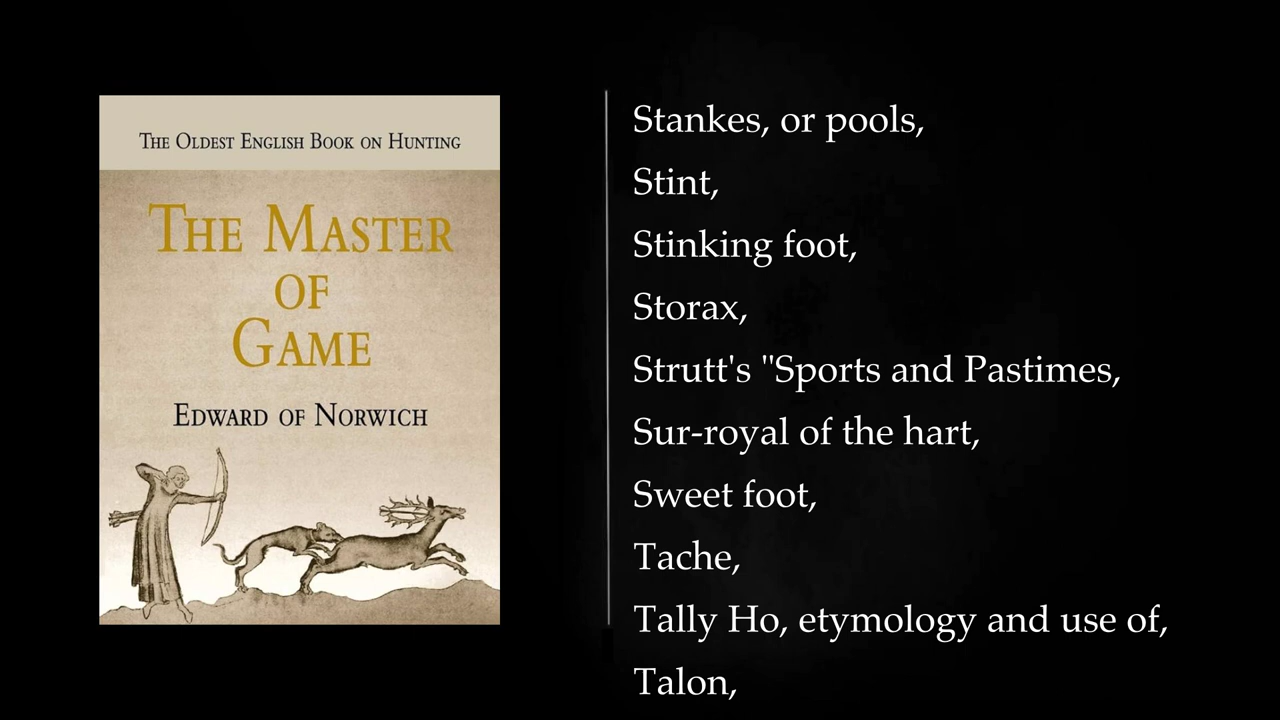 The Oldest English Book on Hunting
The Master
of
Game
Edward of Norwich
Stankes, or pools,
Stint,
Stinking foot,
Storax,
Strutt's "Sports and Pastimes,
Sur-royal of the hart,
Sweet foot,
Tache,
Tally Ho, etymology and use of,
Talon,